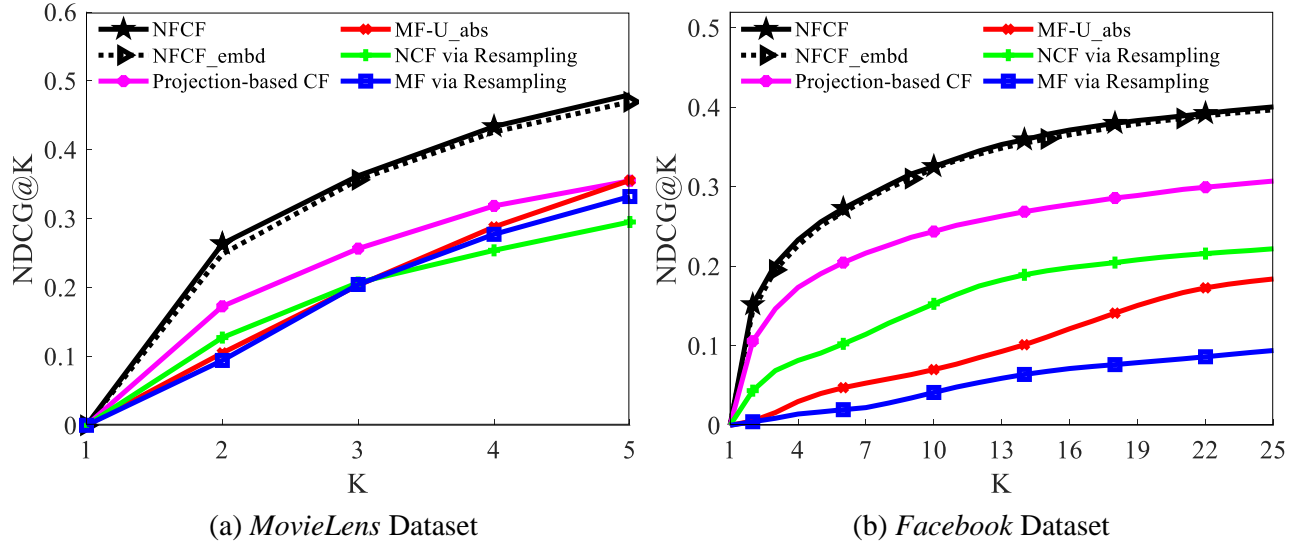 NFCF
NFCF_embd
Projection-based CF
MF-U_abs
NCF via Resampling
MF via Resampling
NDCG@K
0.6
0.5
0.4
0.3
0.2
0.1
0
1 2 3 4 5
K
(a) MovieLens Dataset
NFCF
NFCF_embd
Projection-based CF
MF-U_abs
NCF via Resampling
MF via Resampling
NDCG@K
0.5
0.4
0.3
0.2
0.1
0
1 4 7 10 13 16 19 22 25
K
(b) Facebook Dataset